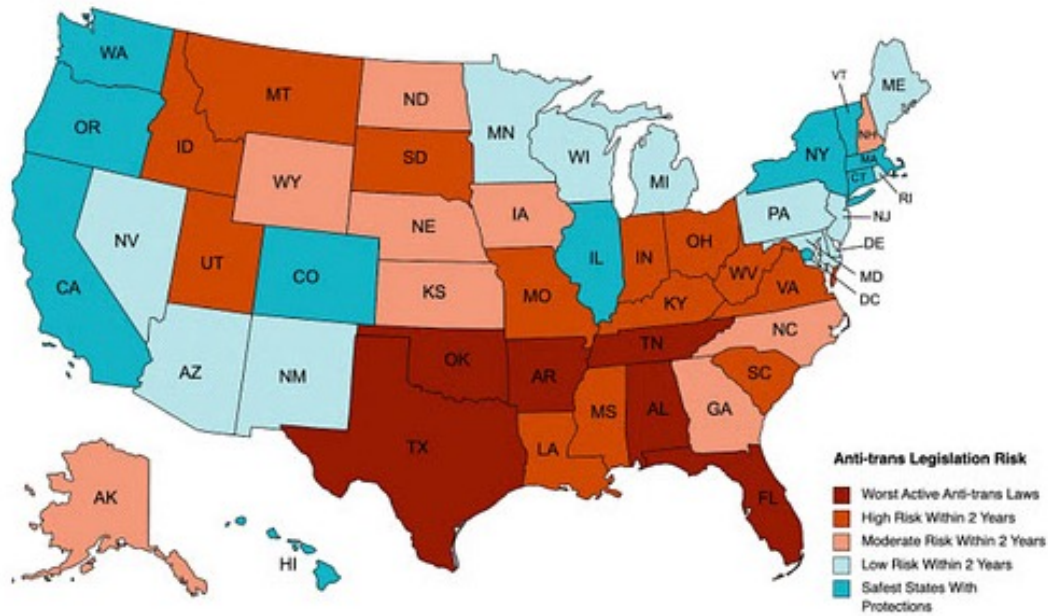 WA
OR
CA
NV
ID
MT
WY
UT
CO
AZ
NM
ND
SD
NE
KS
OK
TX
MN
IA
MO
AR
LA
WI
IL
MI
IN
OH
KY
TN
MS
AL
GA
FL
SC
NC
VA
WV
PA
NY
VT
NH
ME
MA
CT
RI
NJ
DE
MD
DC
AK
HI
Anti-trans Legislation Risk
Worst Active Anti-trans Laws
High Risk Within 2 Years
Moderate Risk Within 2 Years
Low Risk Within 2 Years
Safest States With
Protections